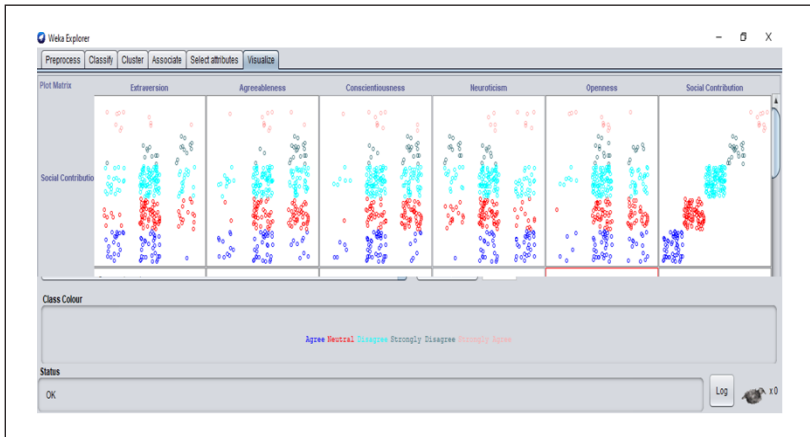 Weka Explorer
Preprocess Classify Cluster Associate Select attributes Visualize
Plot Matrix Extraversion Agreeableness Conscientiousness Neuroticism Openness Social Contribution
Social Contributio
Class Colour
Agree Neutral Disagree Strongly Disagree Strongly Agree
Status
OK
Log
x 0